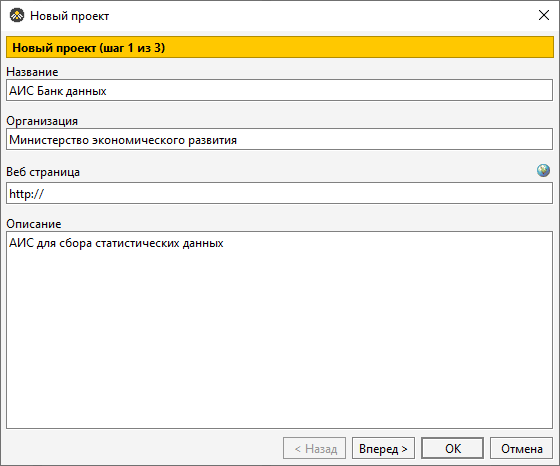 Новый проект
Новый проект (шаг 1 из 3)
Название
АИС Банк данных
Организация
Министерство экономического развития
Веб страница
http://
Описание
АИС для сбора статистических данных
< Назад
Вперед >
ОК
Отмена